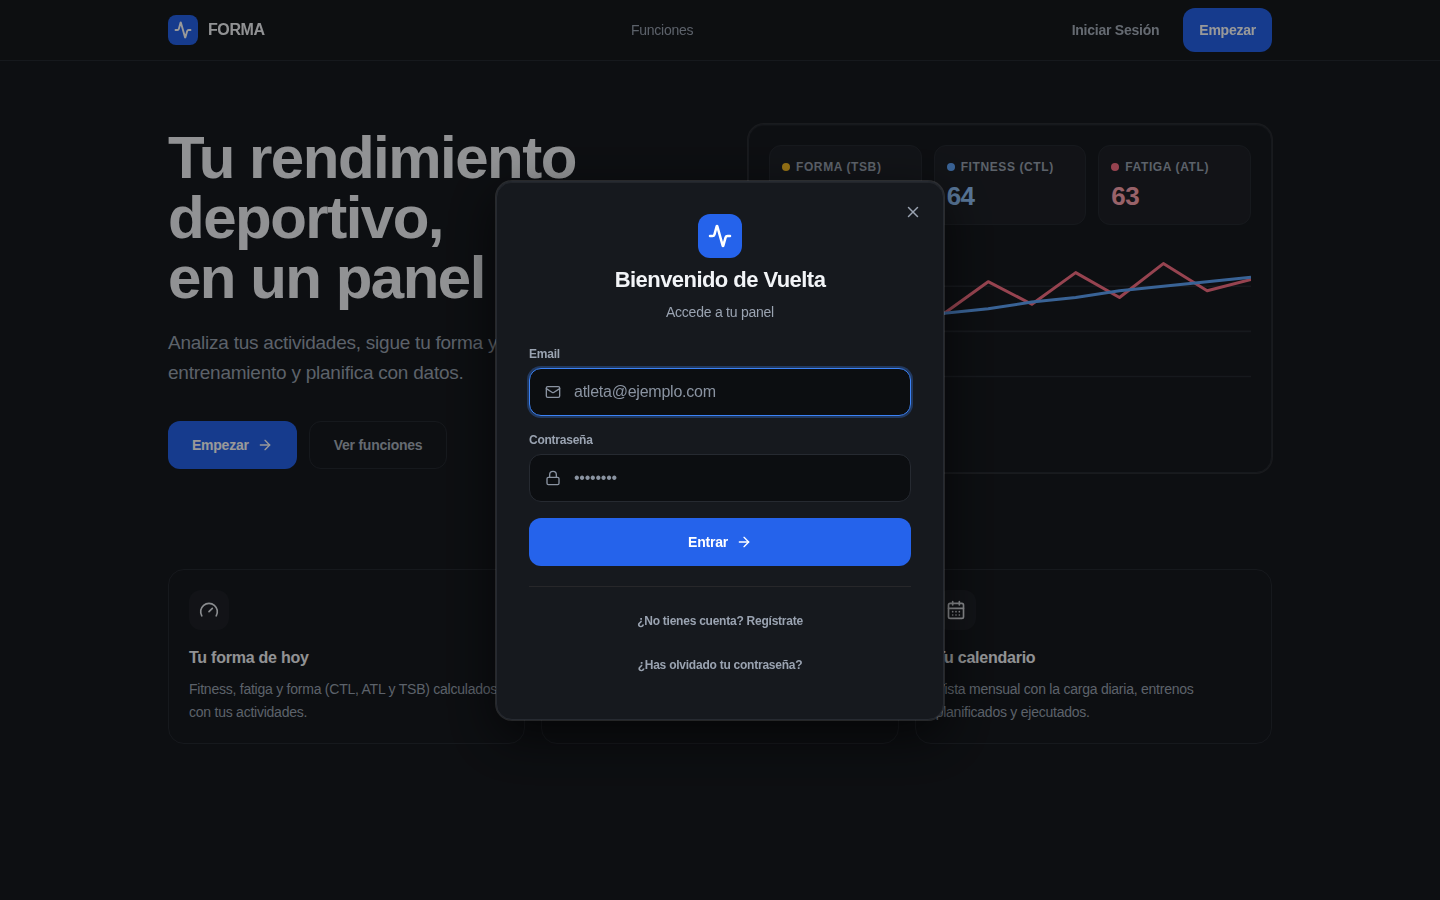 FORMA
Funciones
Iniciar Sesión
Empezar
Tu rendimiento
deportivo,
en un panel
Analiza tus actividades, sigue tu forma y
entrenamiento y planifica con datos.
Empezar
Ver funciones
FORMA (TSB)
FITNESS (CTL)
64
FATIGA (ATL)
63
Bienvenido de Vuelta
Accede a tu panel
Email
atleta@ejemplo.com
Contraseña
••••••••
Entrar
¿No tienes cuenta? Regístrate
¿Has olvidado tu contraseña?
Tu forma de hoy
Fitness, fatiga y forma (CTL, ATL y TSB) calculados
con tus actividades.
Tu calendario
Vista mensual con la carga diaria, entrenos
planificados y ejecutados.